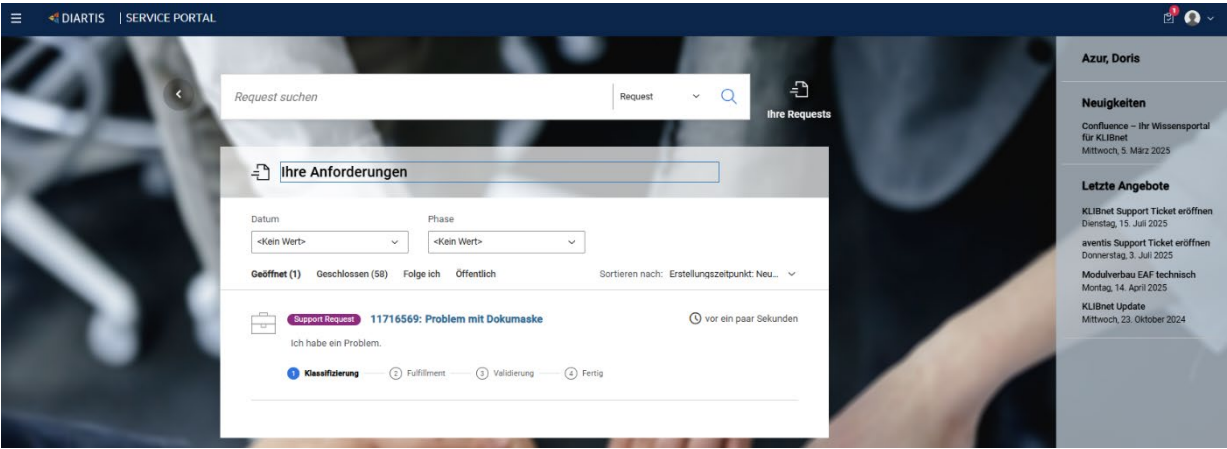 DIARTIS | SERVICE PORTAL
1
Request suchen
Request
Ihre Requests
Ihre Anforderungen
Datum
Phase
<Kein Wert>
<Kein Wert>
Geöffnet (1) Geschlossen (58) Folge ich Öffentlich
Sortieren nach: Erstellungszeitpunkt: Neu...
Support Request 11716569: Problem mit Dokumaske
vor ein paar Sekunden
Ich habe ein Problem.
1 Klassifizierung 2 Fulfillment 3 Validierung 4 Fertig
Azur, Doris
Neuigkeiten
Confluence – Ihr Wissensportal
für KLIBnet
Mittwoch, 5. März 2025
Letzte Angebote
KLIBnet Support Ticket eröffnen
Dienstag, 15. Juli 2025
aventis Support Ticket eröffnen
Donnerstag, 3. Juli 2025
Modulverbau EAF technisch
Montag, 14. April 2025
KLIBnet Update
Mittwoch, 23. Oktober 2024